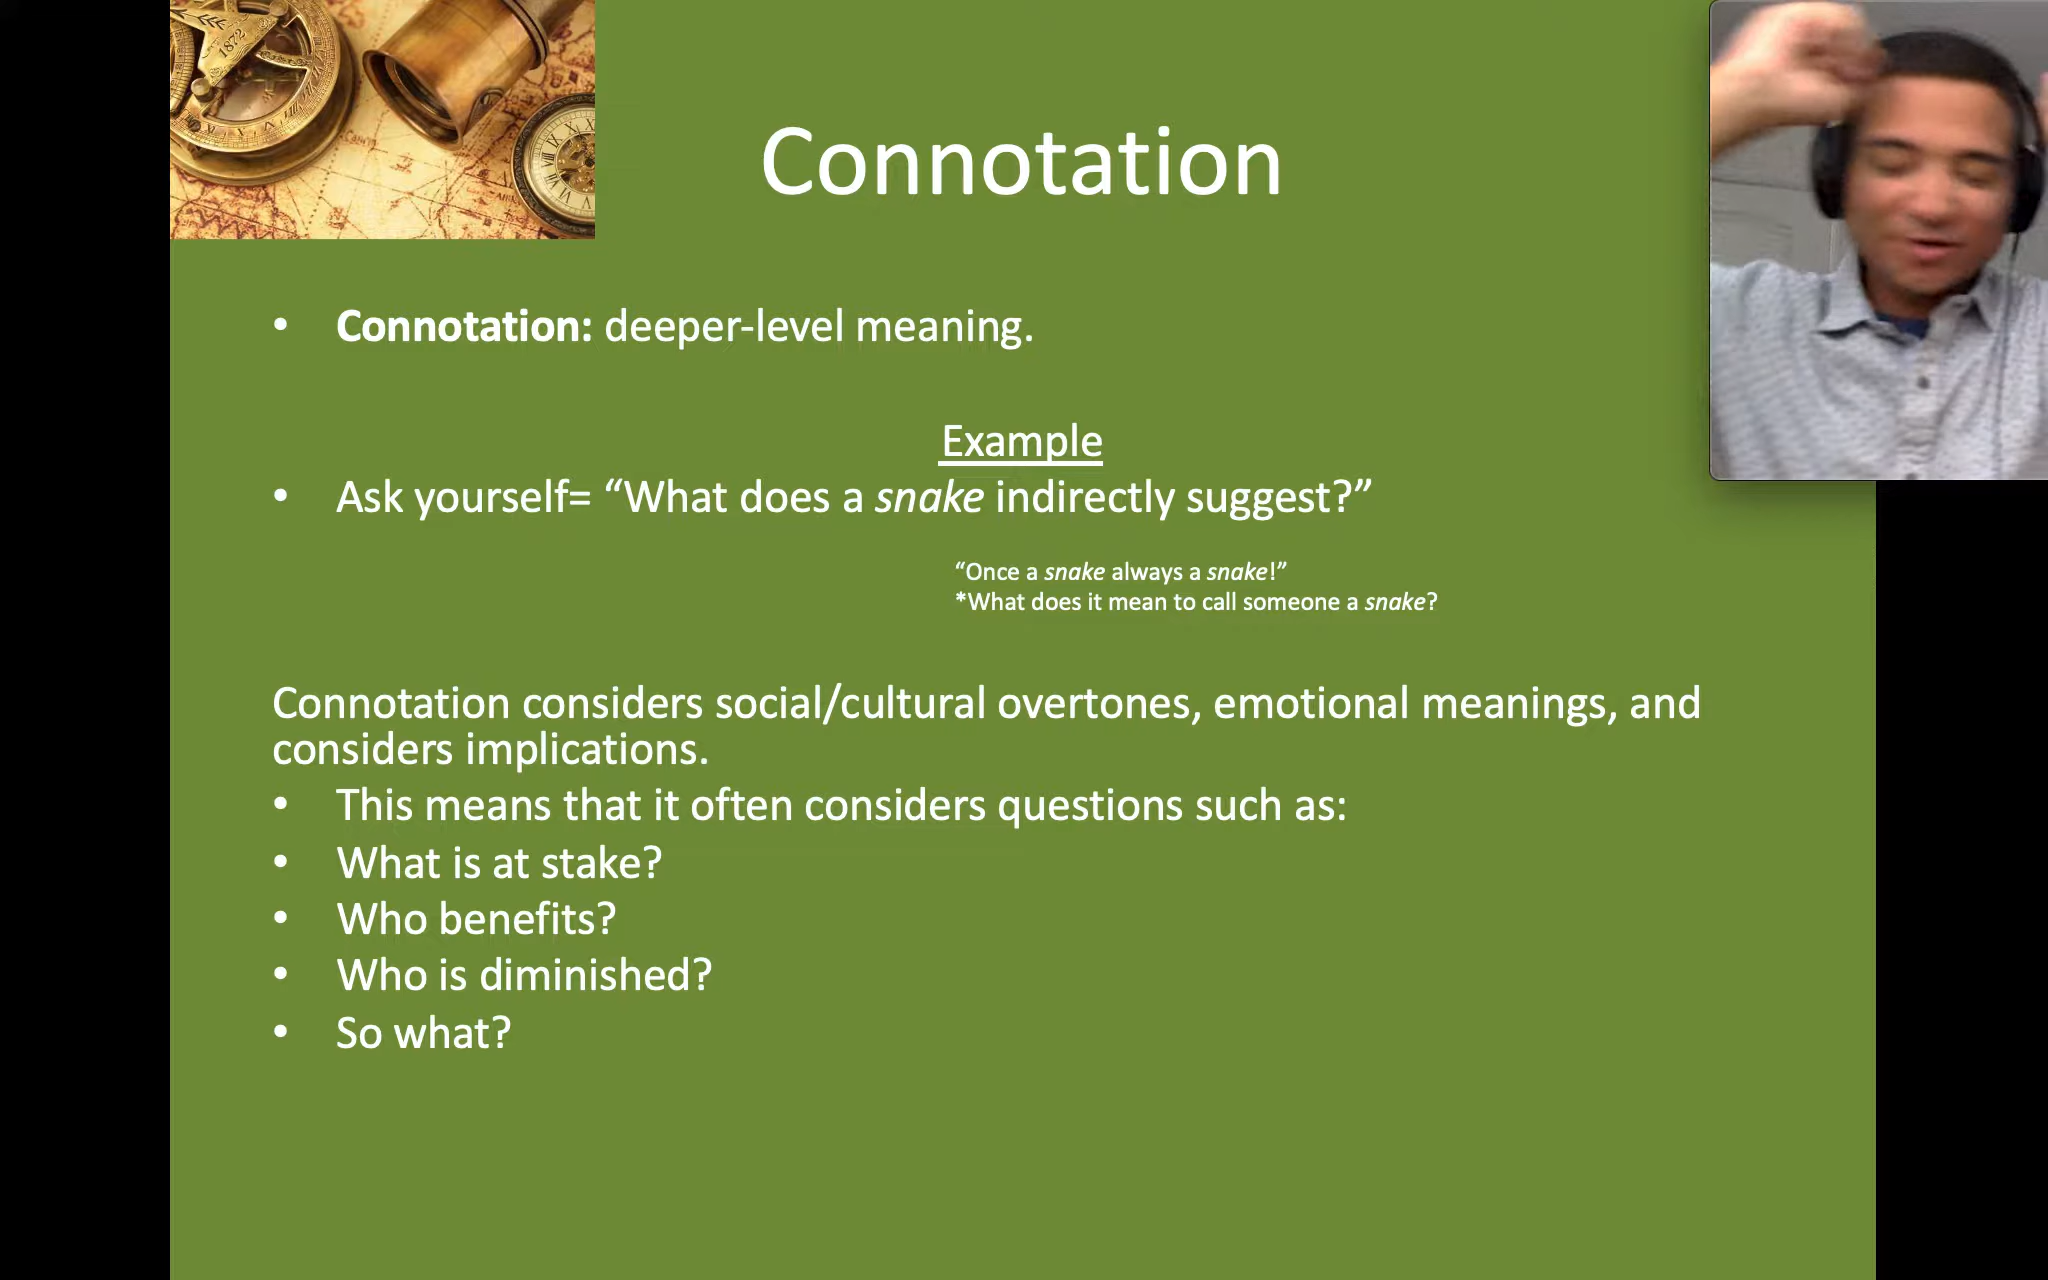 1872
Connotation
• Connotation: deeper-level meaning.
Example
• Ask yourself= “What does a snake indirectly suggest?”
“Once a snake always a snake!”
*What does it mean to call someone a snake?
Connotation considers social/cultural overtones, emotional meanings, and
considers implications.
• This means that it often considers questions such as:
• What is at stake?
• Who benefits?
• Who is diminished?
• So what?